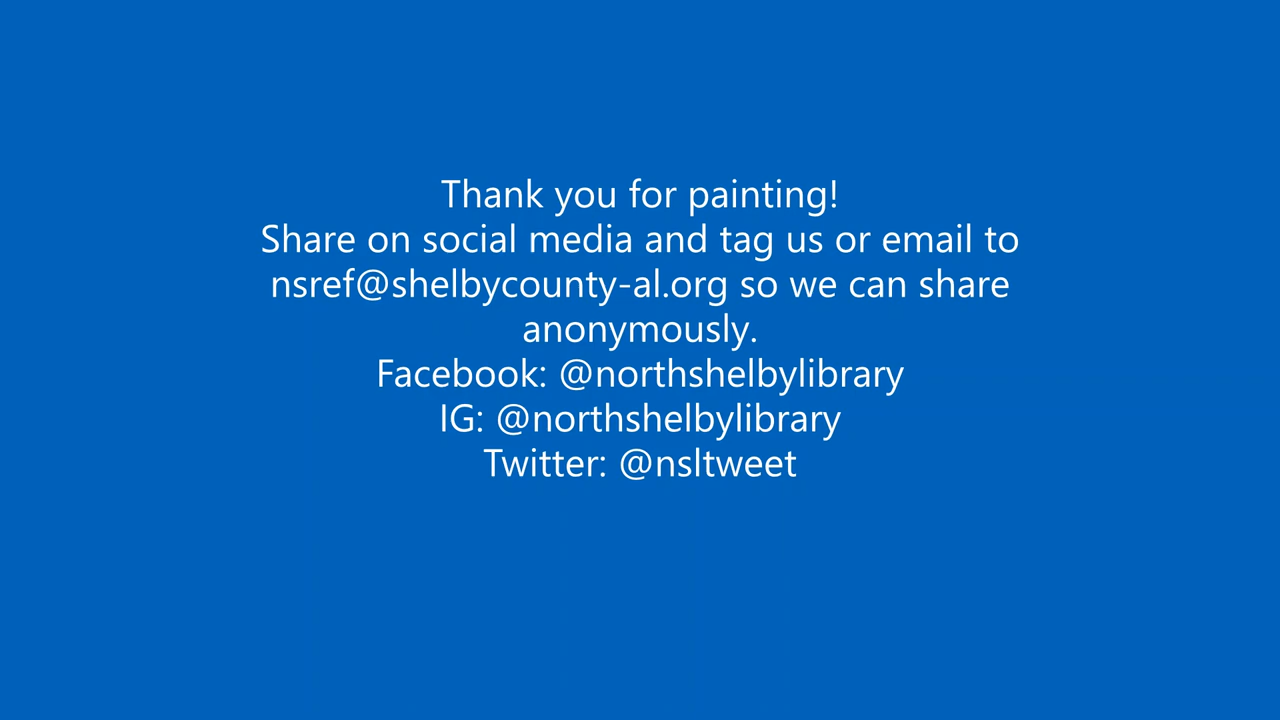 Thank you for painting!
Share on social media and tag us or email to
nsref@shelbycounty-al.org so we can share
anonymously.
Facebook: @northshelbylibrary
IG: @northshelbylibrary
Twitter: @nsltweet